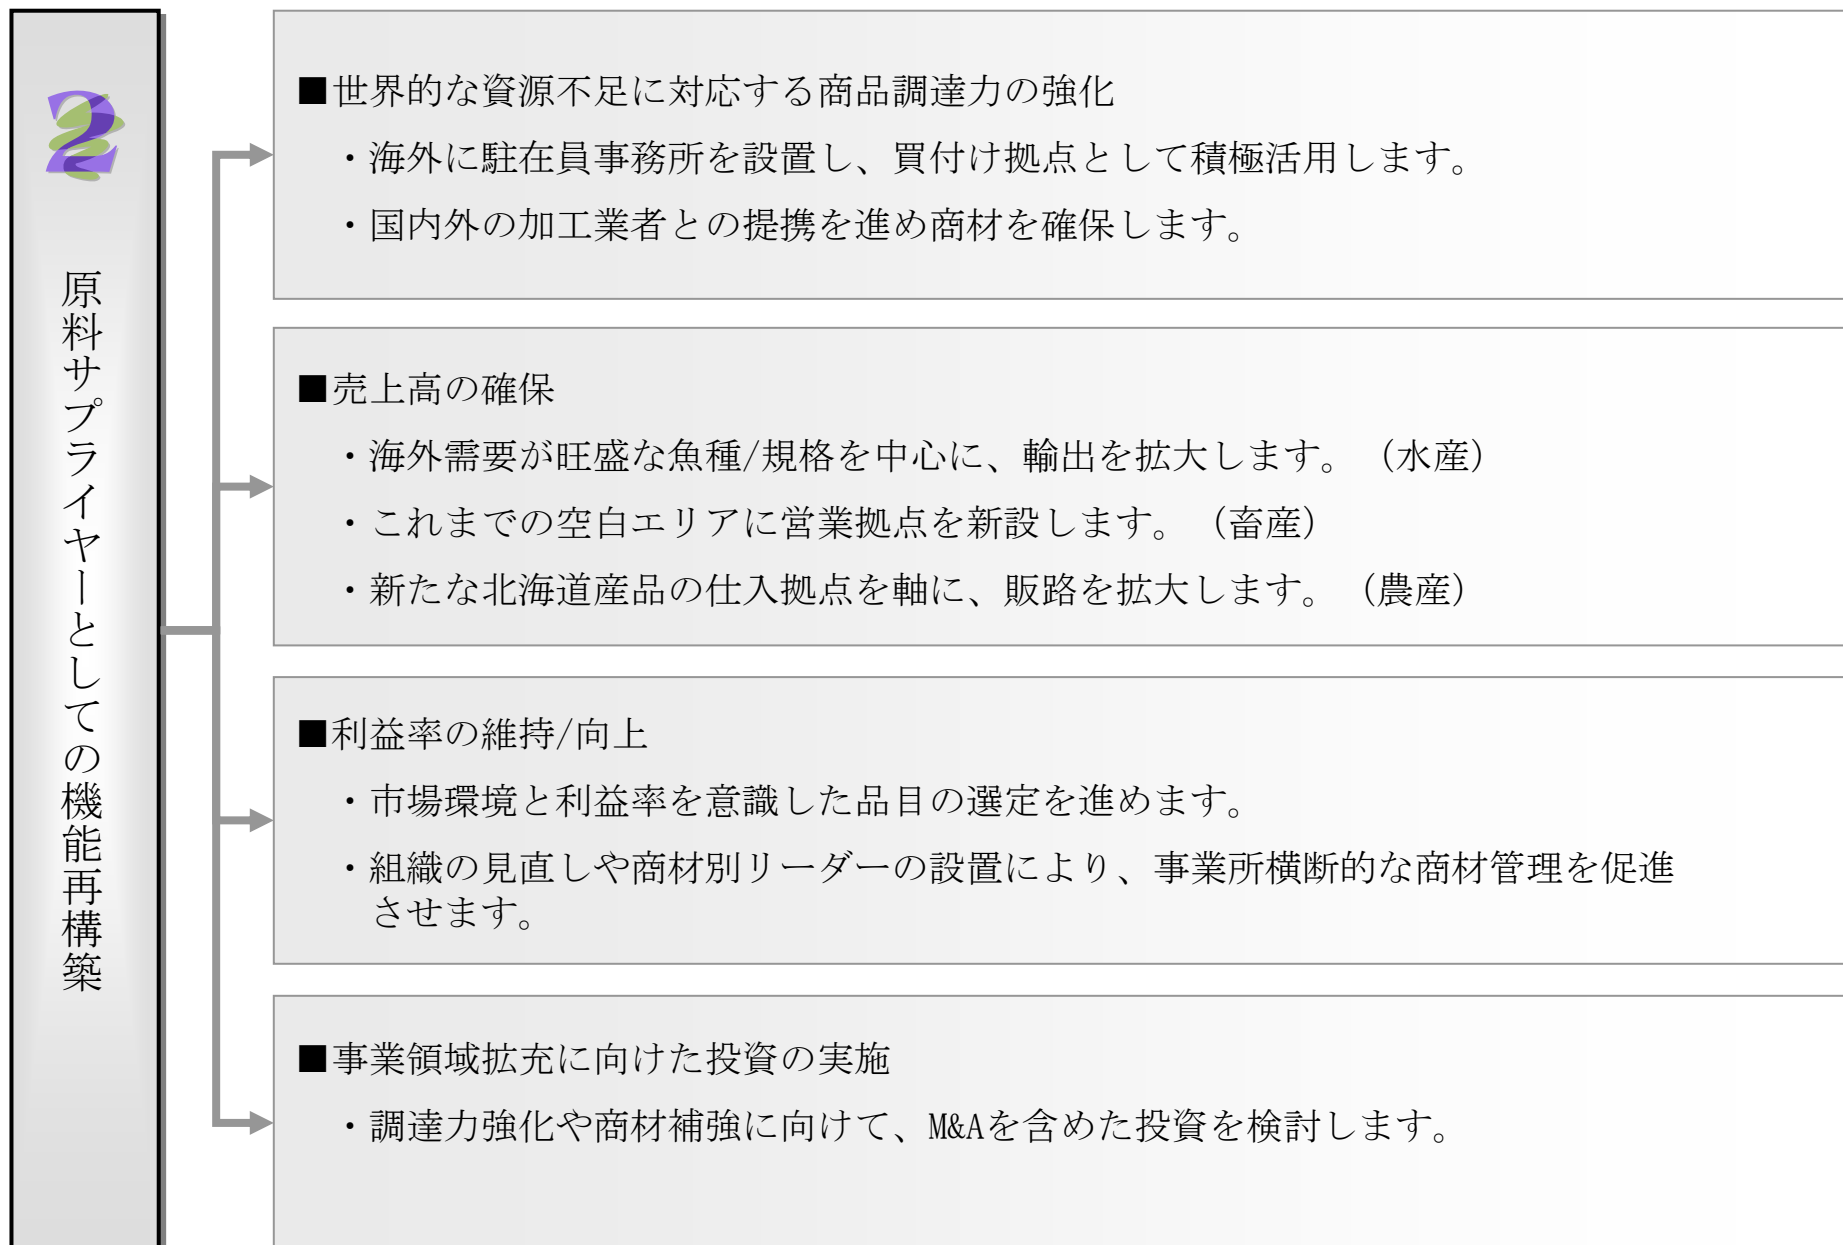 2
原料サプライヤーとしての機能再構築
■世界的な資源不足に対応する商品調達力の強化
・海外に駐在員事務所を設置し、買付け拠点として積極活用します。
・国内外の加工業者との提携を進め商材を確保します。
■売上高の確保
・海外需要が旺盛な魚種/規格を中心に、輸出を拡大します。（水産）
・これまでの空白エリアに営業拠点を新設します。（畜産）
・新たな北海道産品の仕入拠点を軸に、販路を拡大します。（農産）
■利益率の維持/向上
・市場環境と利益率を意識した品目の選定を進めます。
・組織の見直しや商材別リーダーの設置により、事業所横断的な商材管理を促進
させます。
■事業領域拡充に向けた投資の実施
・調達力強化や商材補強に向けて、M&Aを含めた投資を検討します。